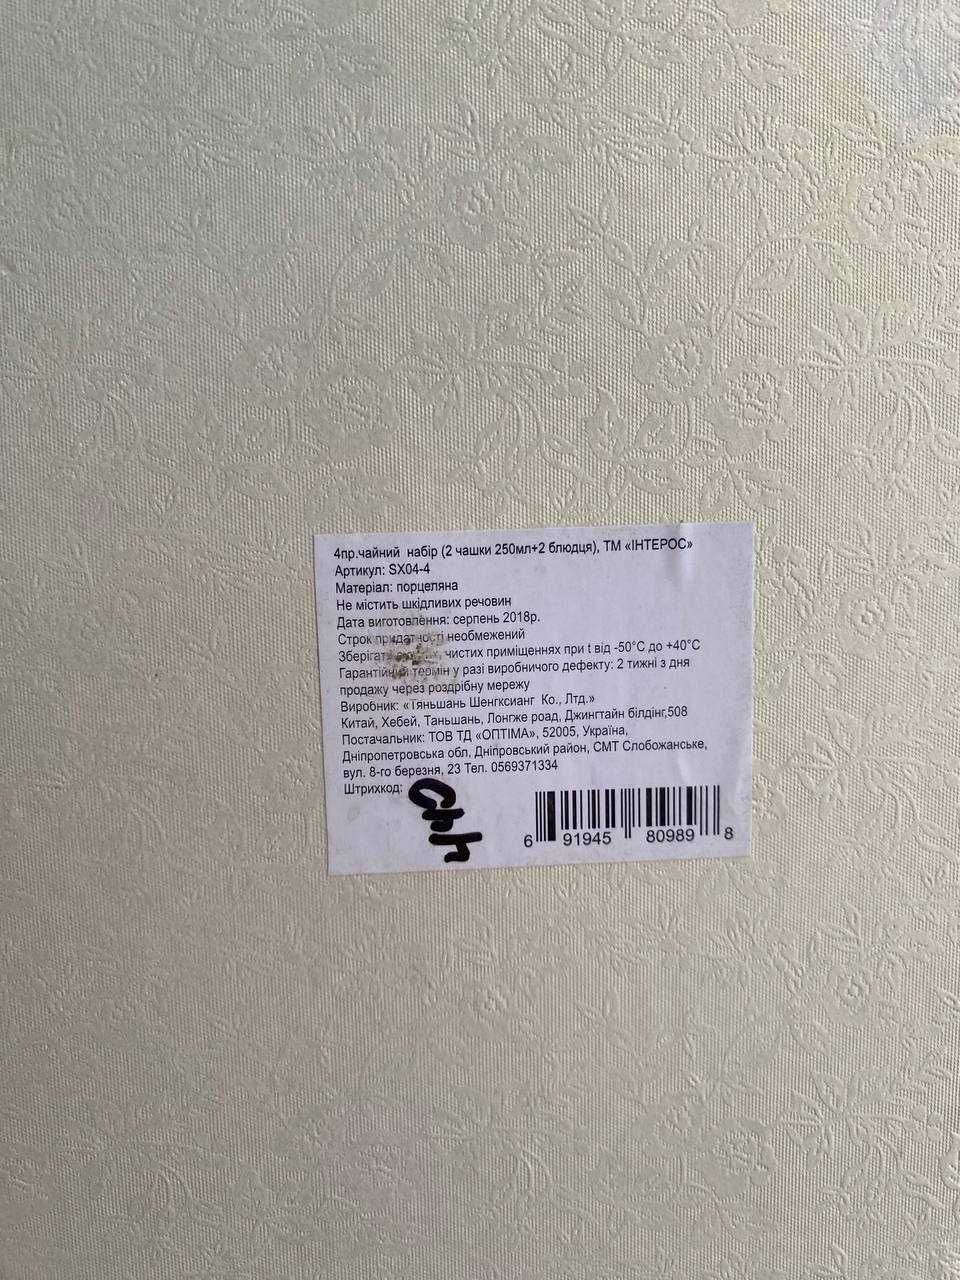 4пр.чайний набір (2 чашки 250мл+2 блюдця), ТМ «ІНТЕРОС»
Артикул: SX04-4
Матеріал: порцеляна
Не містить шкідливих речовин
Дата виготовлення: серпень 2018р.
Строк придатності необмежений
Зберігати чистих приміщеннях при t від -50°С до +40°С
Гарантійний термін у разі виробничого дефекту: 2 тижні з дня
продажу через роздрібну мережу
Виробник: «Тяньшань Шенгксианг Ко., Лтд.»
Китай, Хебей, Таньшань, Лонгже роад, Джингтайн білдінг,508
Постачальник: ТОВ ТД «ОПТІМА», 52005, Україна,
Дніпропетровська обл, Дніпровський район, СМТ Слобожанське,
вул. 8-го березня, 23 Тел. 0569371334
Штрихкод:
6 91945 80989 8